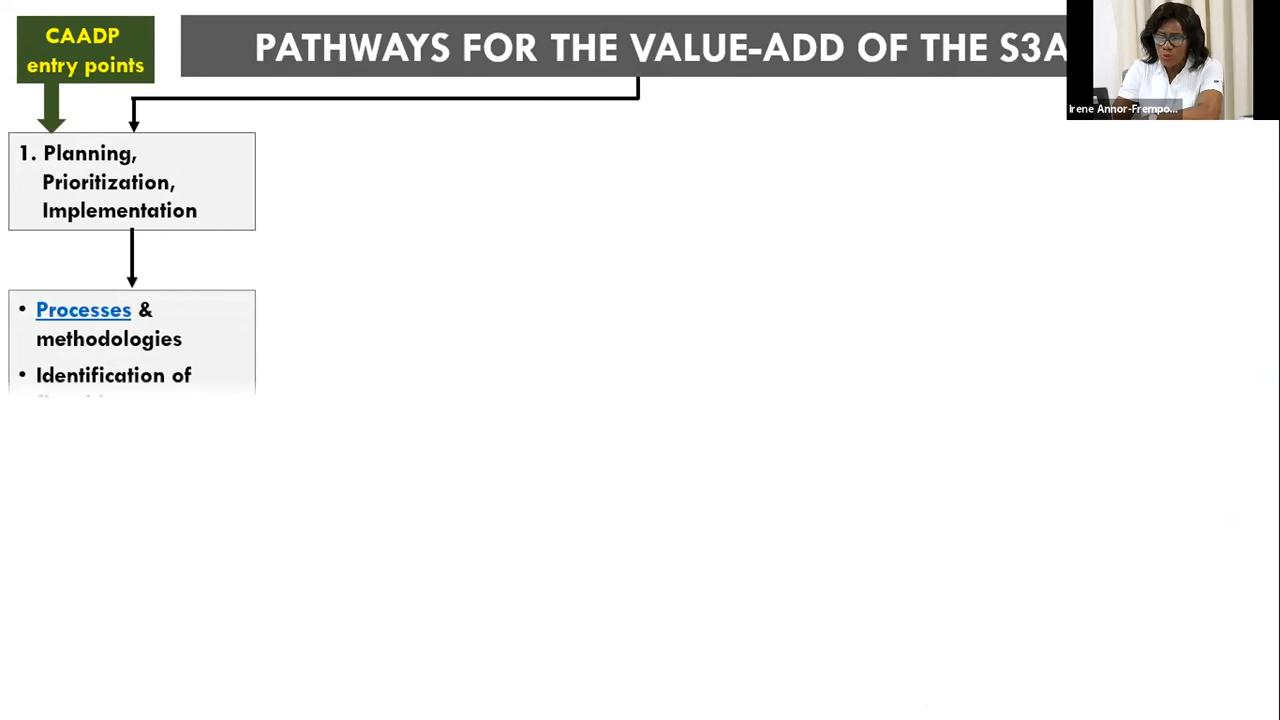 CAADP
entry points
PATHWAYS FOR THE VALUE-ADD OF THE S3A
Irene Annor-Frempo...
1. Planning,
Prioritization,
Implementation
• Processes &
methodologies
• Identification of